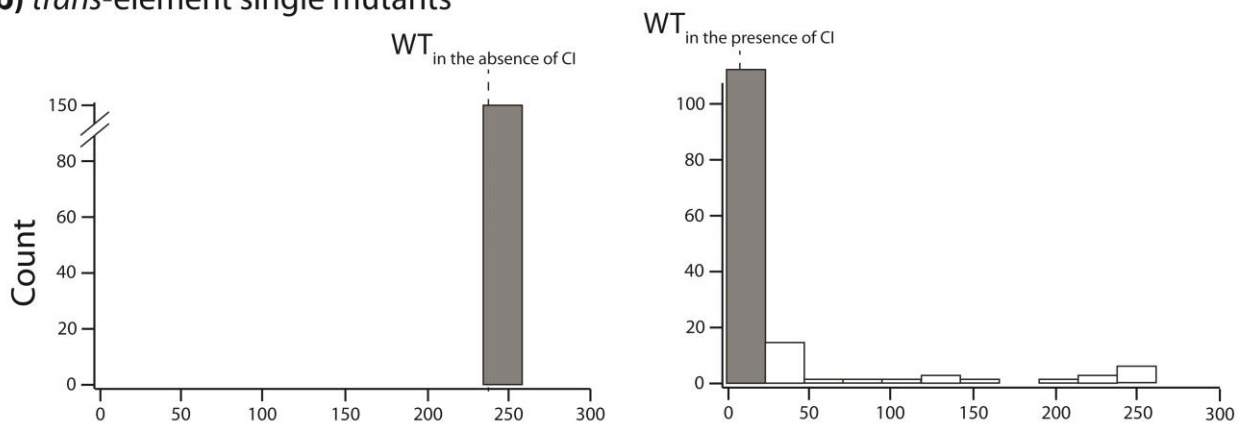 b) trans-element single mutants
WT in the absence of CI
150
80
60
40
20
0
Count
0 50 100 150 200 250 300
WT in the presence of CI
100
80
60
40
20
0
0 50 100 150 200 250 300